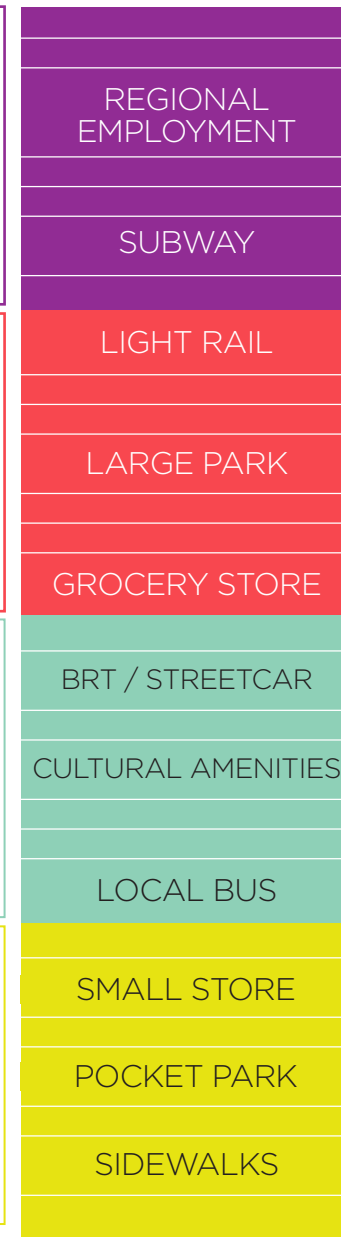 REGIONAL
EMPLOYMENT
SUBWAY
LIGHT RAIL
LARGE PARK
GROCERY STORE
BRT / STREETCAR
CULTURAL AMENITIES
LOCAL BUS
SMALL STORE
POCKET PARK
SIDEWALKS